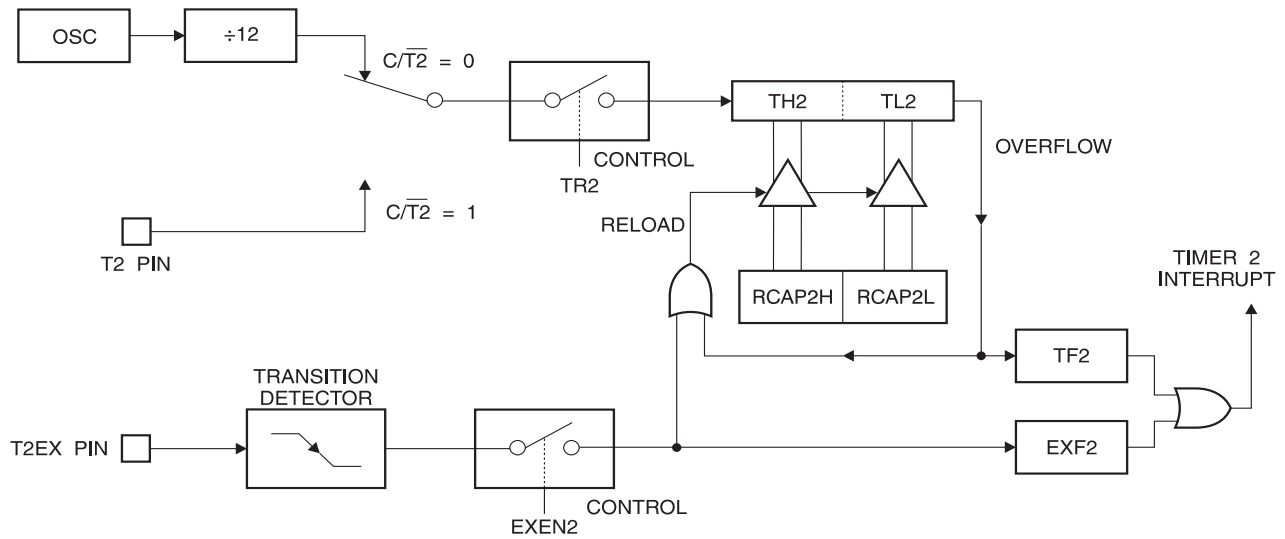 OSC
÷12
C/T2̅ = 0
TH2
TL2
OVERFLOW
CONTROL
TR2
C/T2̅ = 1
RELOAD
T2 PIN
TIMER 2
INTERRUPT
RCAP2H
RCAP2L
TF2
TRANSITION
DETECTOR
T2EX PIN
EXF2
CONTROL
EXEN2